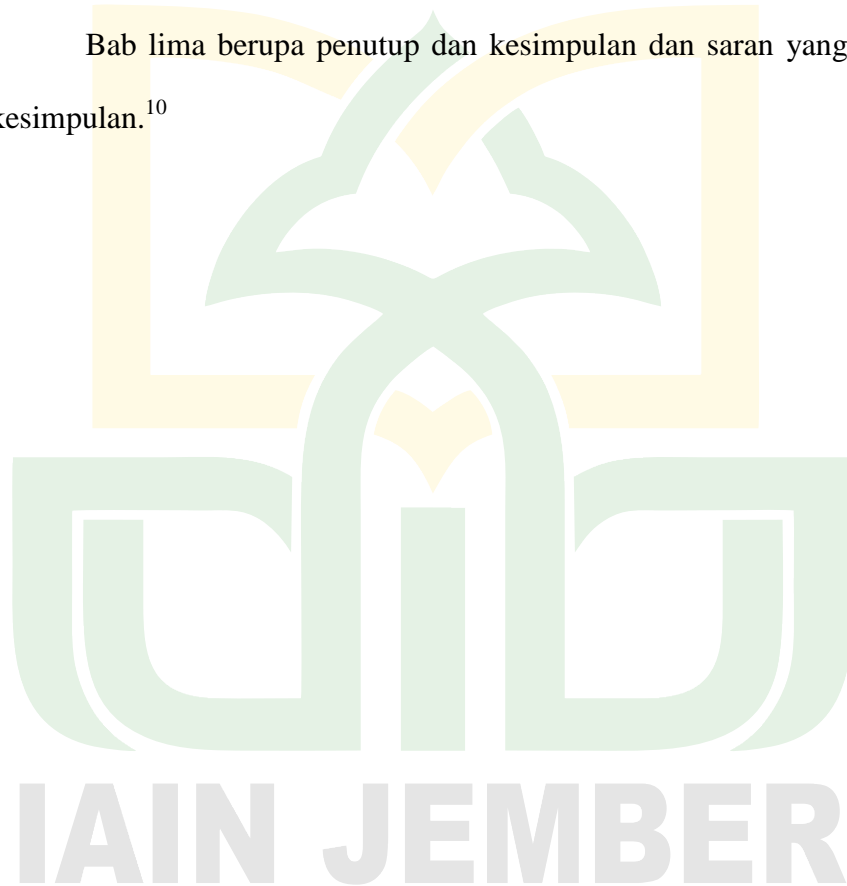 Bab lima berupa penutup dan kesimpulan dan saran yang
kesimpulan.10
IAIN JEMBER